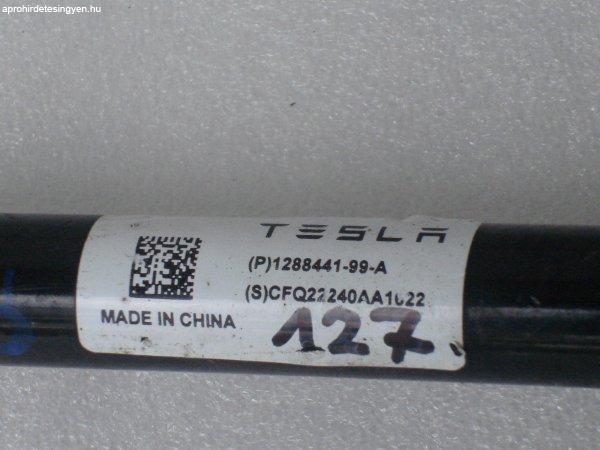 aprohirdetesingyen.hu
TESLA
(P)1288441-99-A
(S)CFQ22240AA1022
MADE IN CHINA
127